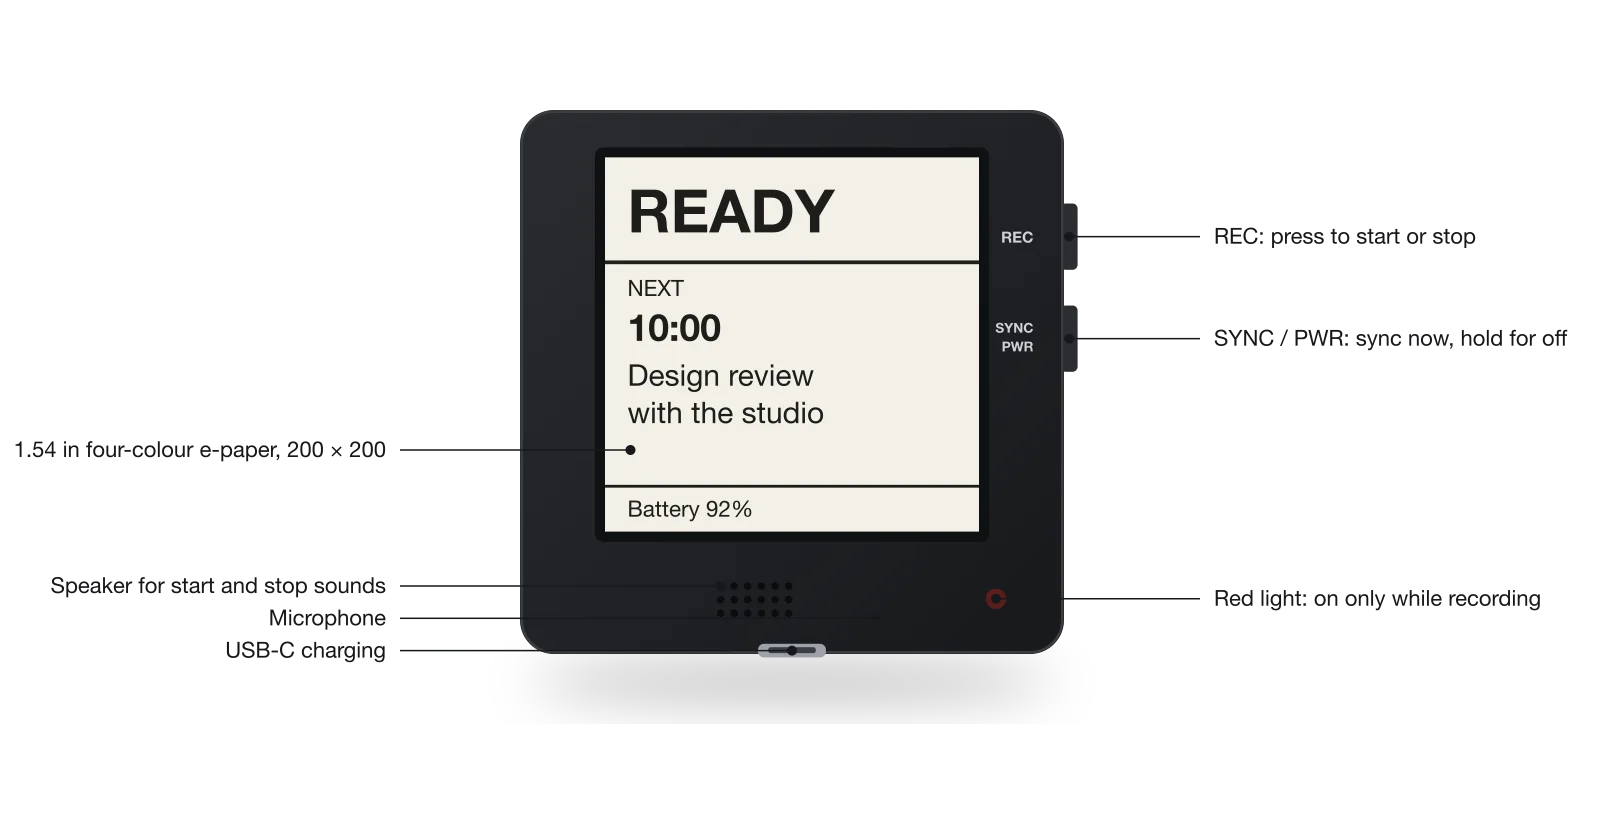 READY
REC
REC: press to start or stop
NEXT
10:00
SYNC
PWR
SYNC / PWR: sync now, hold for off
Design review
with the studio
1.54 in four-colour e-paper, 200 × 200
Battery 92%
Speaker for start and stop sounds
Microphone
USB-C charging
Red light: on only while recording